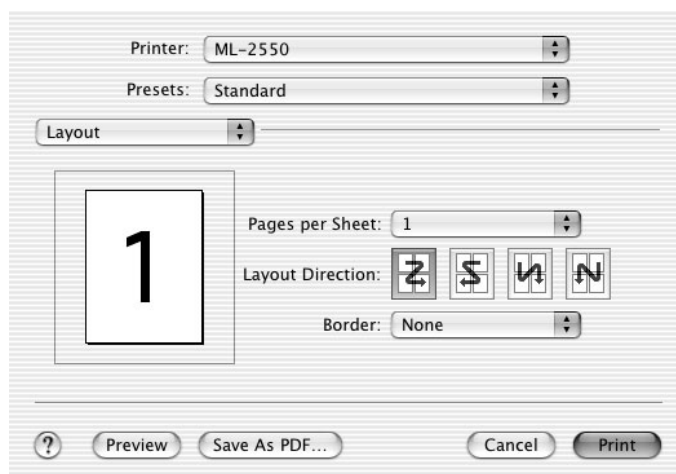 Printer: ML-2550
Presets: Standard
Layout
1
Pages per Sheet: 1
Layout Direction:
Border: None
? Preview Save As PDF... Cancel Print